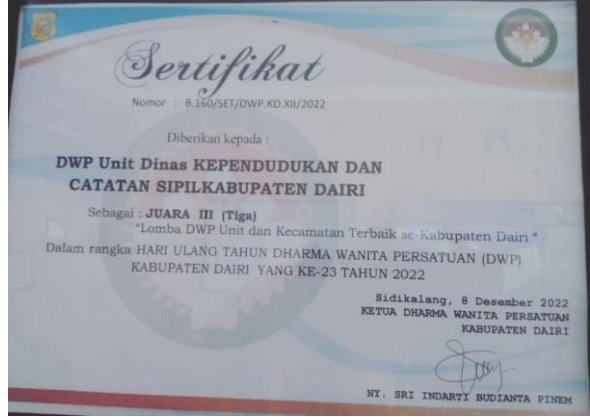 Sertifikat
Nomor : B.160/SET/DWP.KD.XII/2022
Diberikan kepada :
DWP Unit Dinas KEPENDUDUKAN DAN
CATATAN SIPILKABUPATEN DAIRI
Sebagai : JUARA III (Tiga)
"Lomba DWP Unit dan Kecamatan Terbaik se-Kabupaten Dairi "
Dalam rangka HARI ULANG TAHUN DHARMA WANITA PERSATUAN (DWP)
KABUPATEN DAIRI YANG KE-23 TAHUN 2022
Sidikalang, 8 Desember 2022
KETUA DHARMA WANITA PERSATUAN
KABUPATEN DAIRI
NY. SRI INDARTI BUDIANTA PINEM